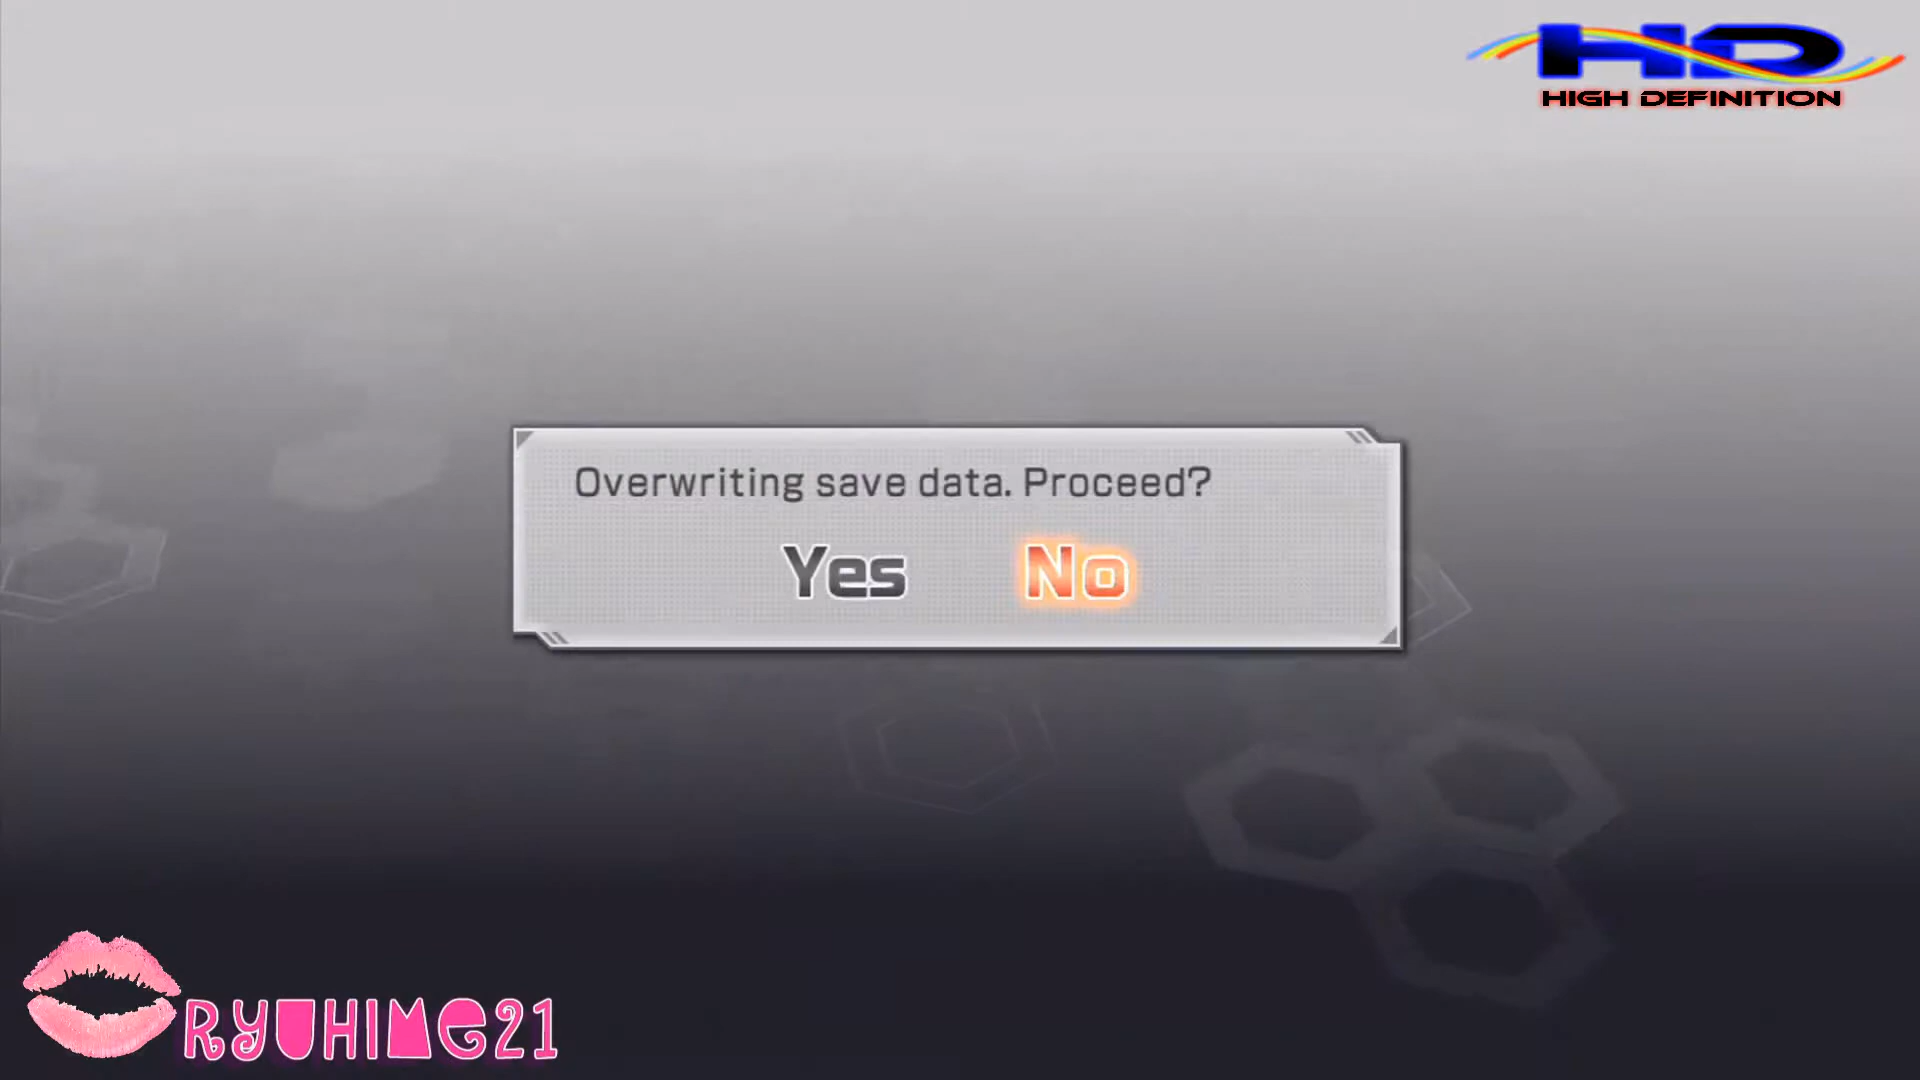 HD
HIGH DEFINITION
Overwriting save data. Proceed?
Yes No
RYUHIME21